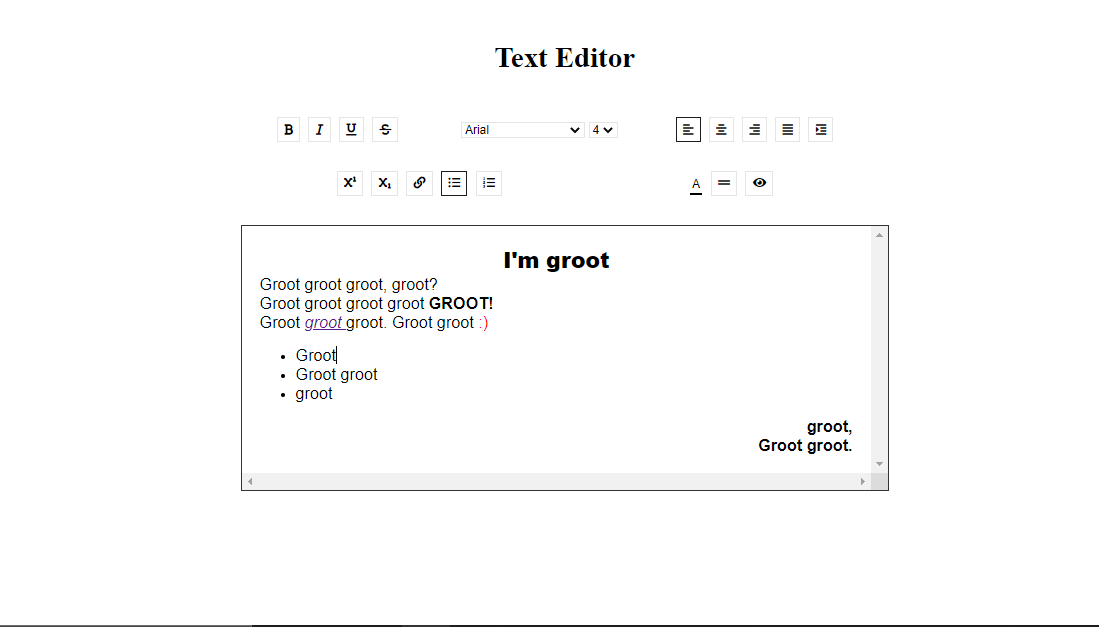 Text Editor
B I U S Arial 4
X¹ X₁ A
I'm groot
Groot groot groot, groot?
Groot groot groot groot GROOT!
Groot groot groot. Groot groot :)
• Groot
• Groot groot
• groot
groot,
Groot groot.